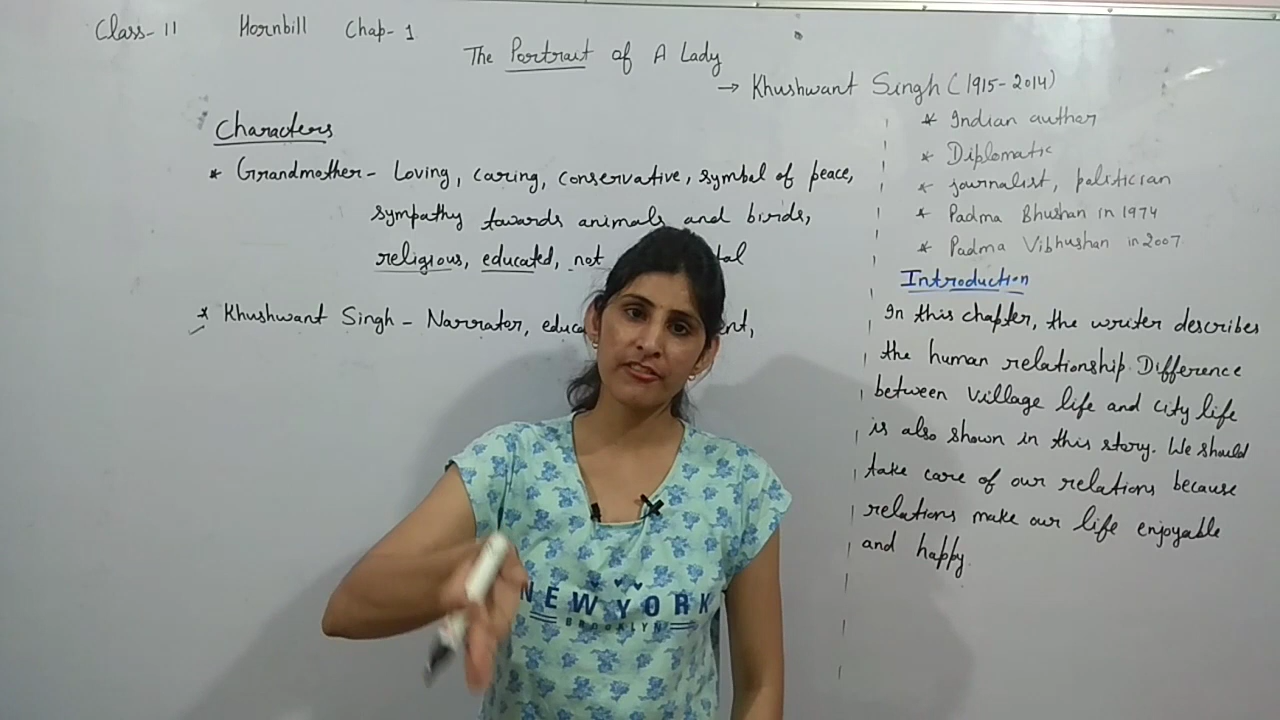 Class-11 Hornbill Chap-1
The Portrait of A Lady
→ Khushwant Singh (1915-2014)
* Indian author
* Diplomatic
* journalist, politician
* Padma Bhushan in 1974
* Padma Vibhushan in 2007
Characters
* Grandmother - Loving, caring, conservative, symbol of peace,
sympathy towards animals and birds,
religious, educated, not
* Khushwant Singh - Narrator,
Introduction
In this chapter, the writer describes
the human relationship. Difference
between village life and city life
is also shown in this story. We should
take care of our relations because
relations make our life enjoyable
and happy.
NEW YORK
BROOKLYN